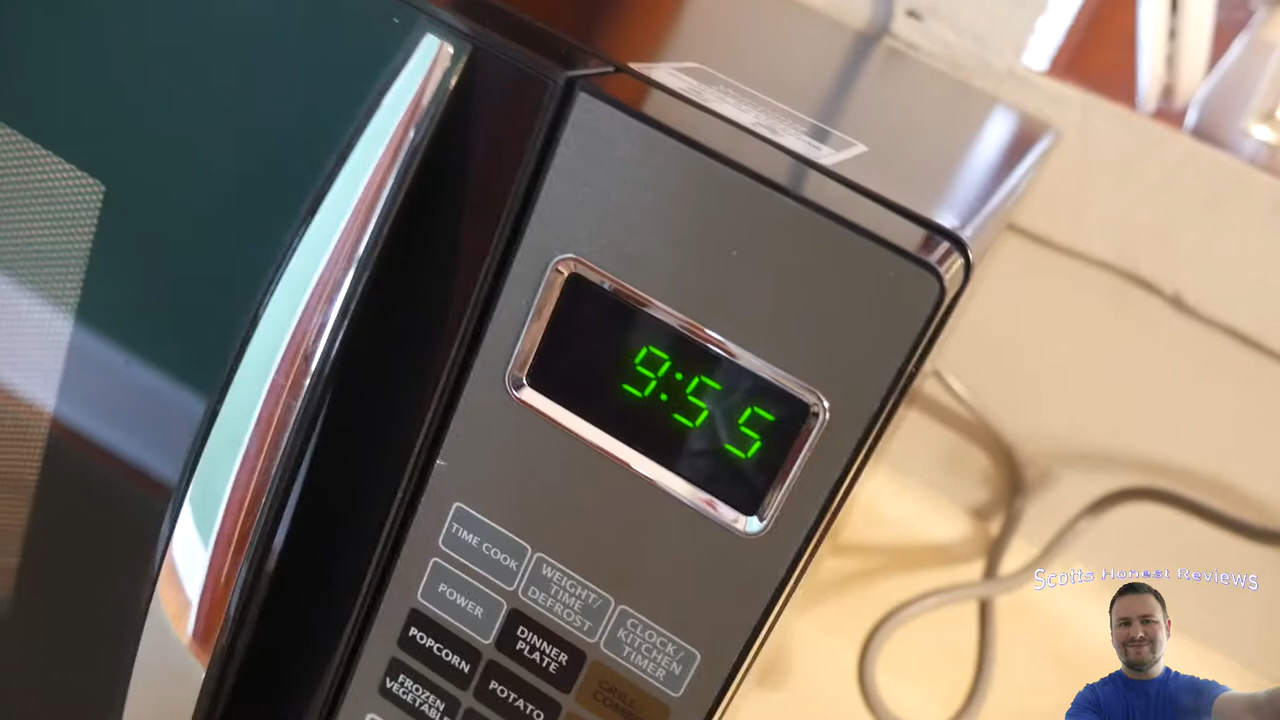 9:55
TIME COOK
WEIGHT/
TIME
DEFROST
CLOCK/
KITCHEN
TIMER
POWER
POPCORN
DINNER
PLATE
GRILL
FROZEN
VEGETABLE
POTATO
Scotts Honest Reviews